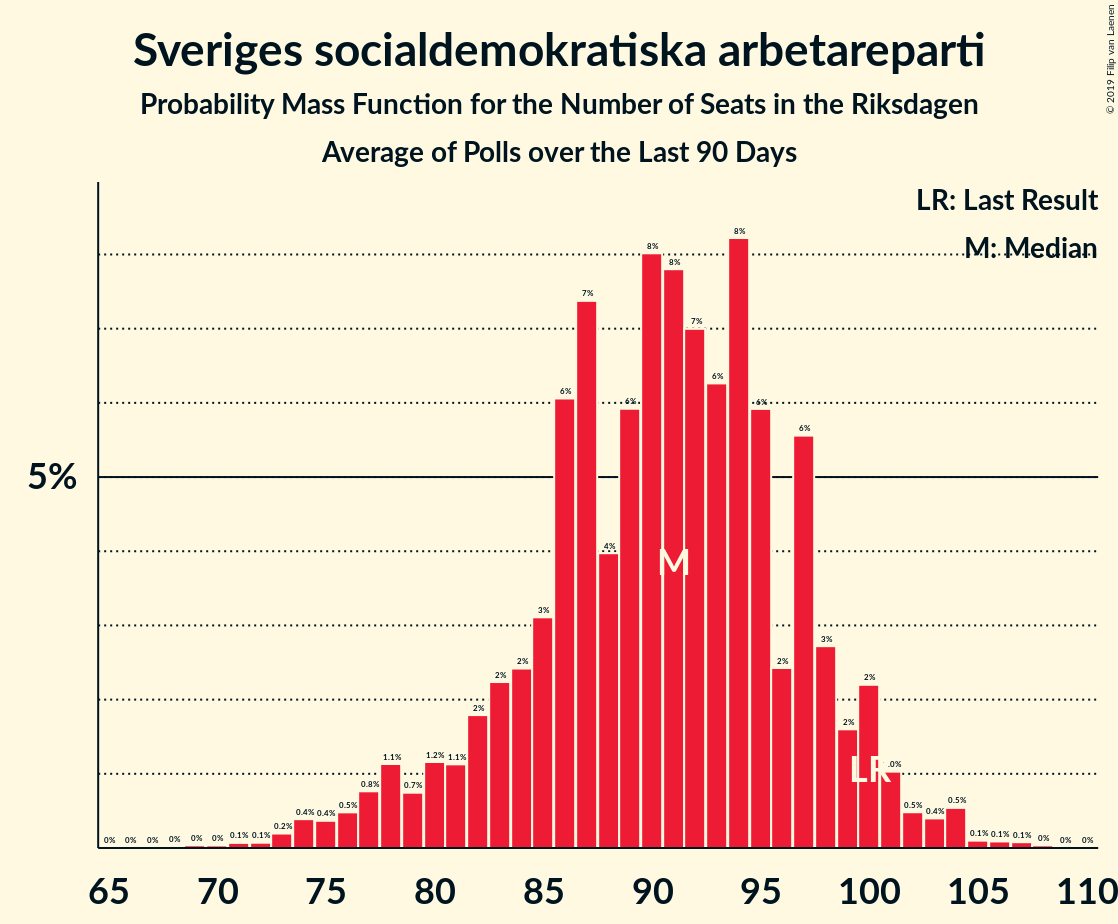 Sveriges socialdemokratiska arbetareparti
Probability Mass Function for the Number of Seats in the Riksdagen
Average of Polls over the Last 90 Days
© 2019 Filip van Laenen
LR: Last Result
M: Median
5%
0% 0% 0% 0% 0% 0% 0.1% 0.1% 0.2% 0.4% 0.4% 0.5% 0.8% 1.1% 0.7% 1.2% 1.1% 2% 2% 2% 3% 6% 7% 4% 6% 8% 8% 7% 6% 8% 6% 2% 6% 3% 2% 2% .0% 0.5% 0.4% 0.5% 0.1% 0.1% 0.1% 0% 0% 0%
M
LR
65 70 75 80 85 90 95 100 105 110